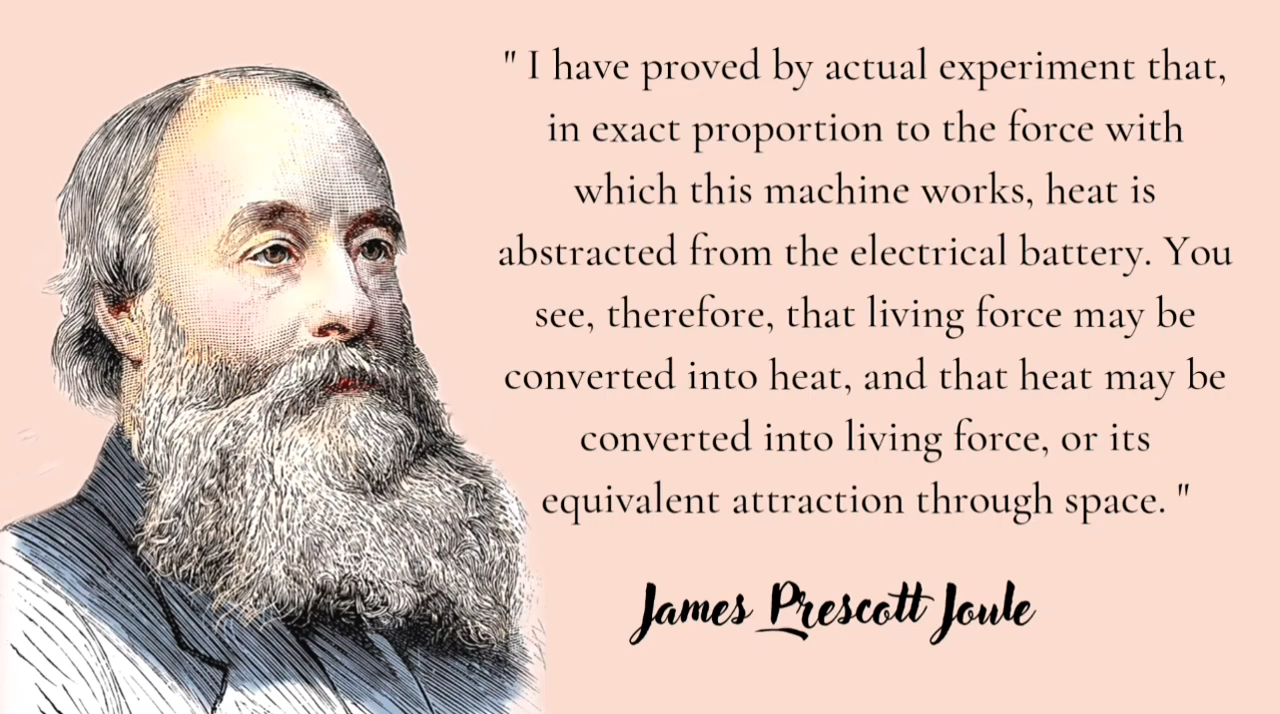 " I have proved by actual experiment that,
in exact proportion to the force with
which this machine works, heat is
abstracted from the electrical battery. You
see, therefore, that living force may be
converted into heat, and that heat may be
converted into living force, or its
equivalent attraction through space. "
James Prescott Joule